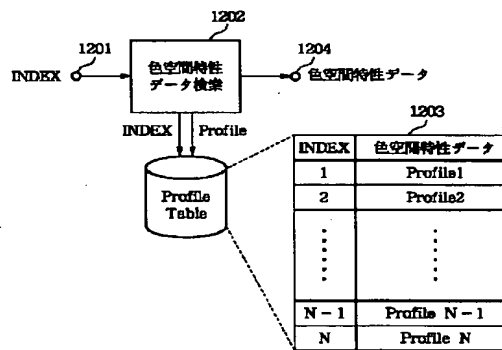 1202
1201
1204
INDEX
色空間特性
データ検索
色空間特性データ
INDEX
Profile
1203
Profile
Table
INDEX 色空間特性データ
1 Profile1
2 Profile2
N-1 Profile N-1
N Profile N